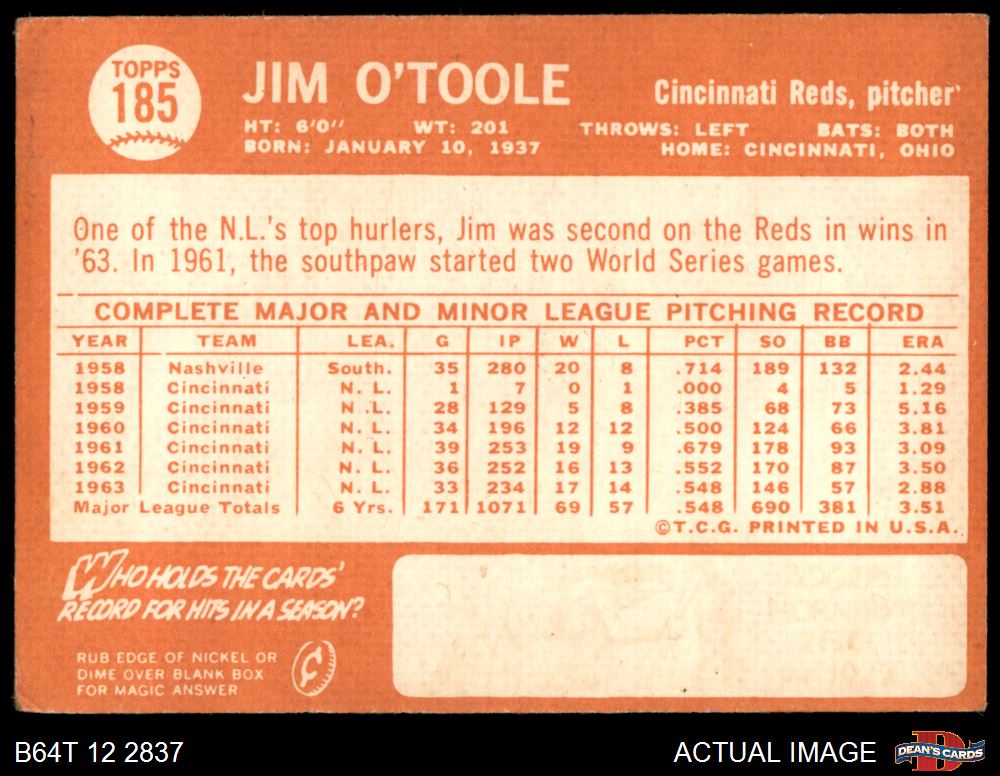 TOPPS
185
JIM O'TOOLE
Cincinnati Reds, pitcher
HT: 6'0" WT: 201 THROWS: LEFT BATS: BOTH
BORN: JANUARY 10, 1937 HOME: CINCINNATI, OHIO
One of the N.L.'s top hurlers, Jim was second on the Reds in wins in
'63. In 1961, the southpaw started two World Series games.
COMPLETE MAJOR AND MINOR LEAGUE PITCHING RECORD
YEAR TEAM LEA. G IP W L PCT SO BB ERA
1958 Nashville South. 35 280 20 8 .714 189 132 2.44
1958 Cincinnati N. L. 1 7 0 1 .000 4 5 1.29
1959 Cincinnati N. L. 28 129 5 8 .385 68 73 5.16
1960 Cincinnati N. L. 34 196 12 12 .500 124 66 3.81
1961 Cincinnati N. L. 39 253 19 9 .679 178 93 3.09
1962 Cincinnati N. L. 36 252 16 13 .552 170 87 3.50
1963 Cincinnati N. L. 33 234 17 14 .548 146 57 2.88
Major League Totals 6 Yrs. 171 1071 69 57 .548 690 381 3.51
©T.C.G. PRINTED IN U.S.A.
WHO HOLDS THE CARDS'
RECORD FOR HITS IN A SEASON?
RUB EDGE OF NICKEL OR
DIME OVER BLANK BOX
FOR MAGIC ANSWER
B64T 12 2837
ACTUAL IMAGE
DEAN'S CARDS